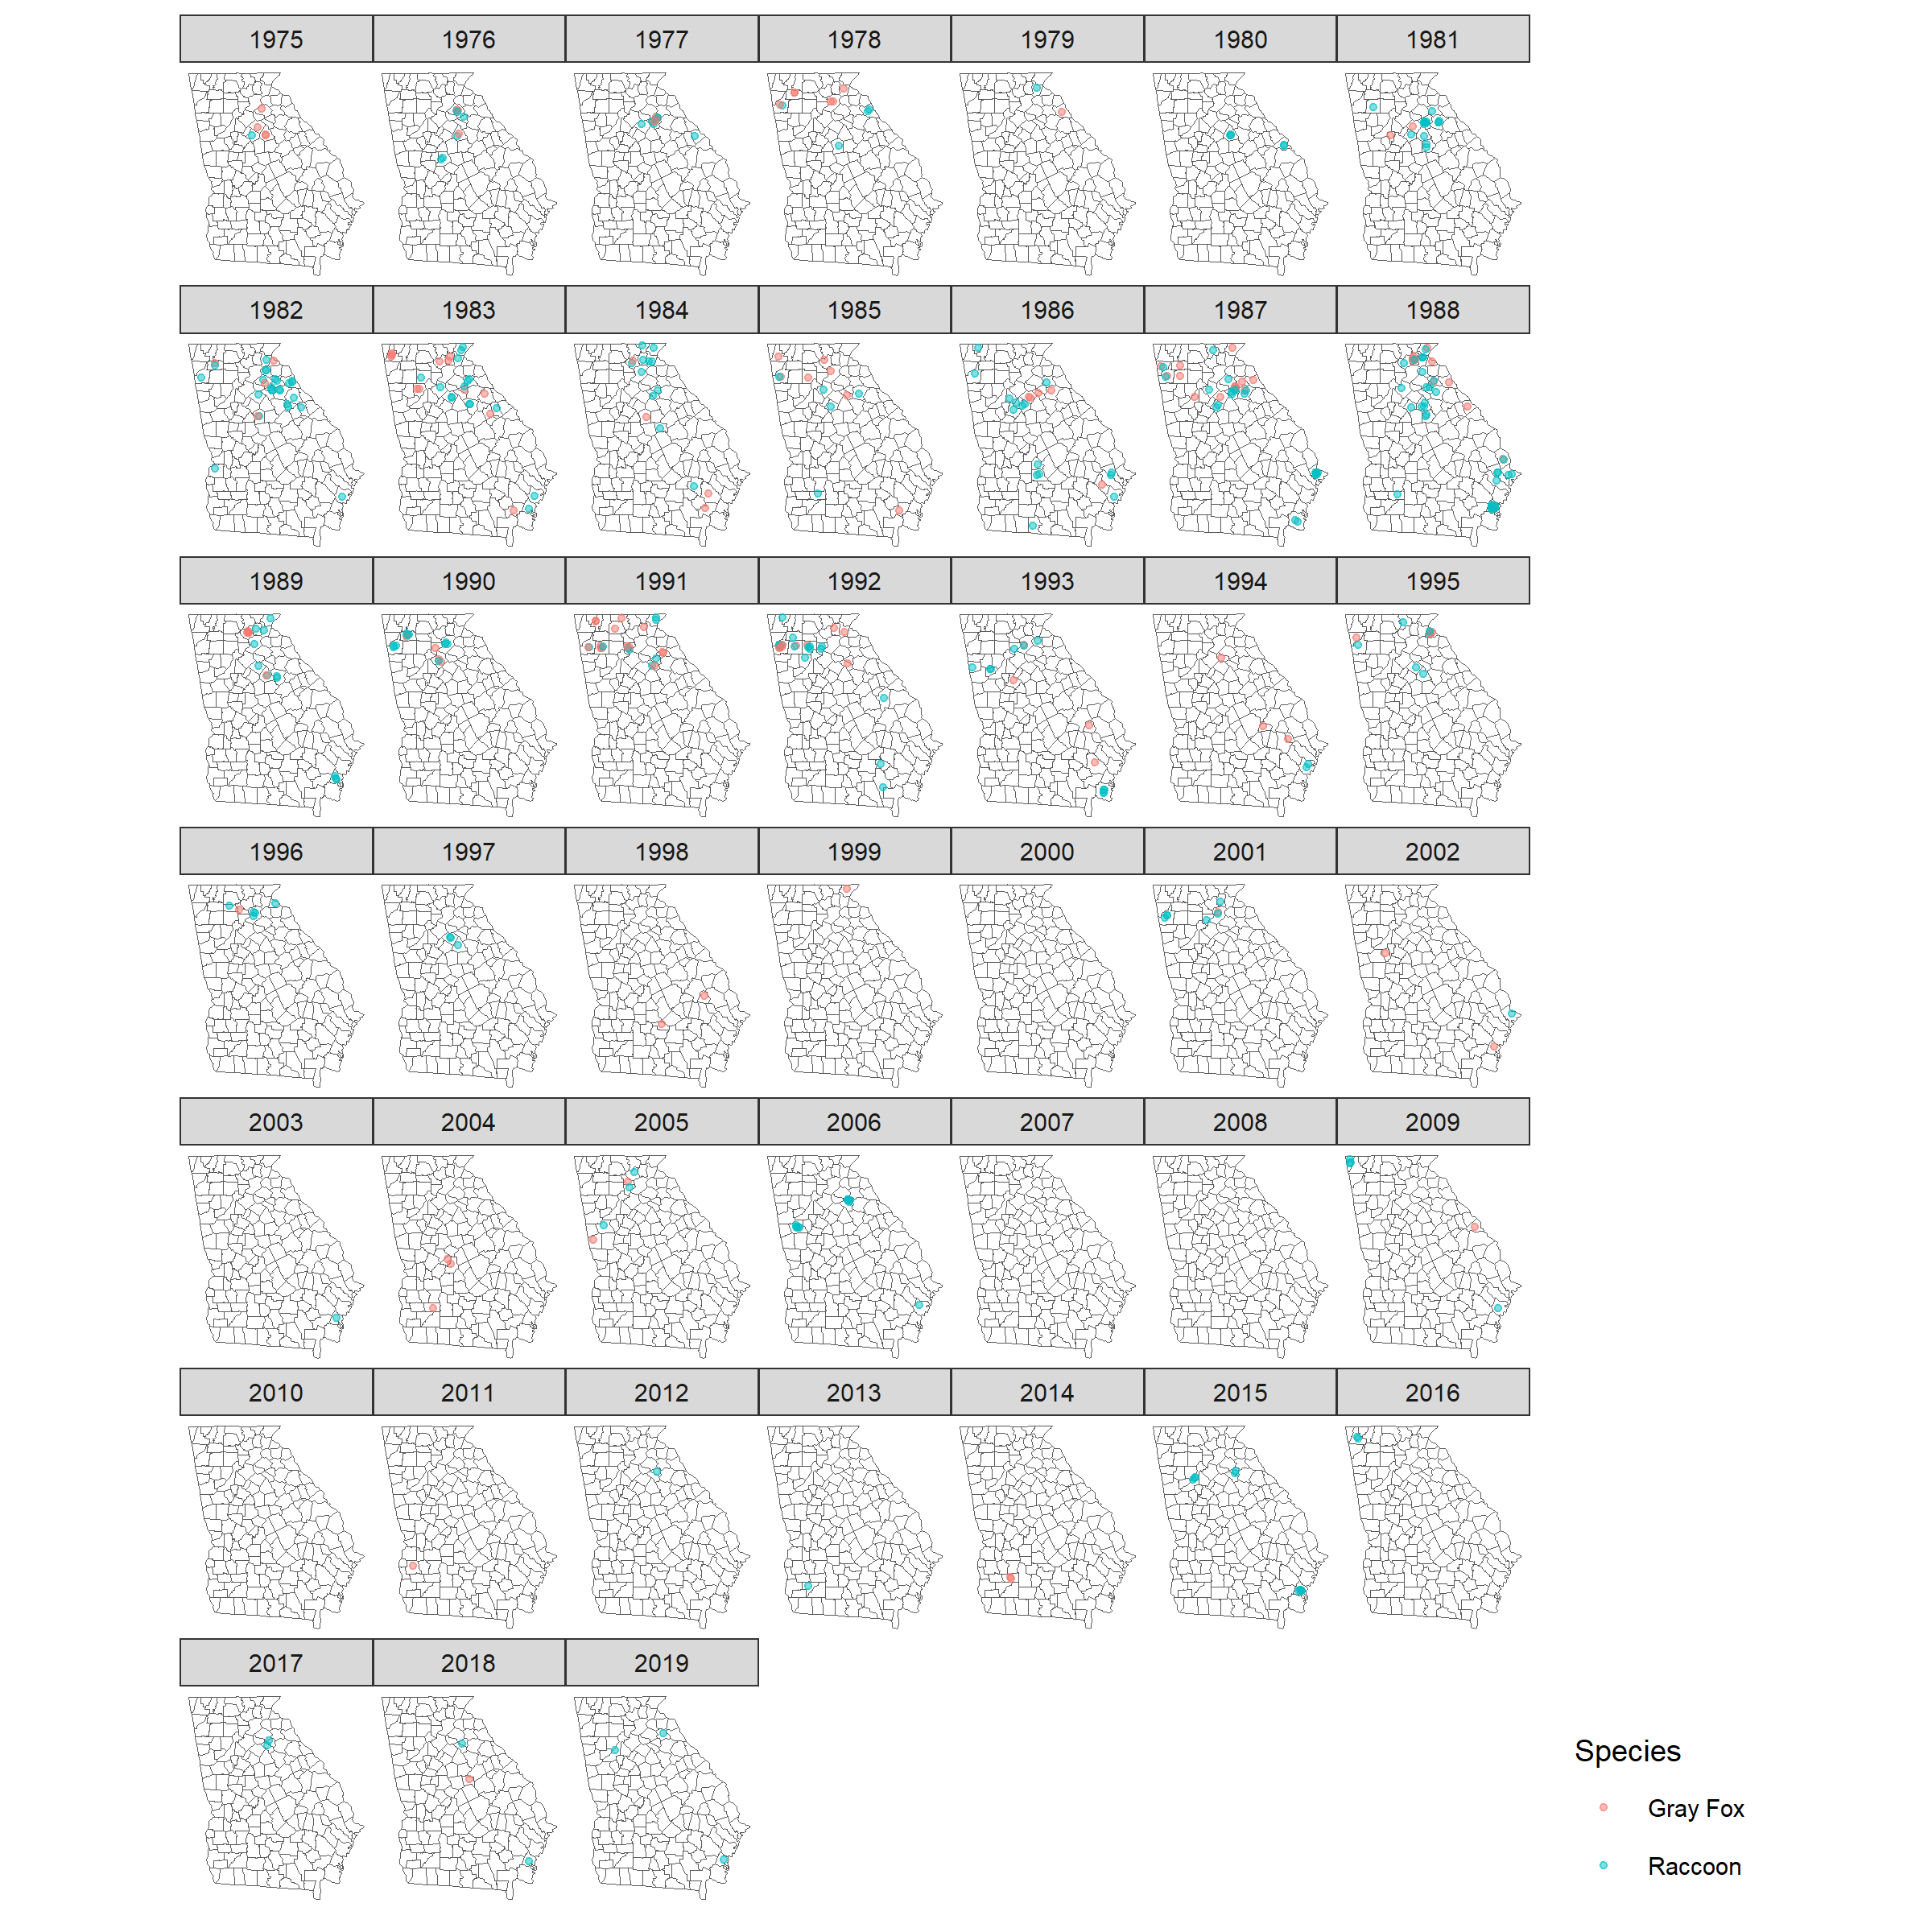 1975 1976 1977 1978 1979 1980 1981
1982 1983 1984 1985 1986 1987 1988
1989 1990 1991 1992 1993 1994 1995
1996 1997 1998 1999 2000 2001 2002
2003 2004 2005 2006 2007 2008 2009
2010 2011 2012 2013 2014 2015 2016
2017 2018 2019
Species
Gray Fox
Raccoon